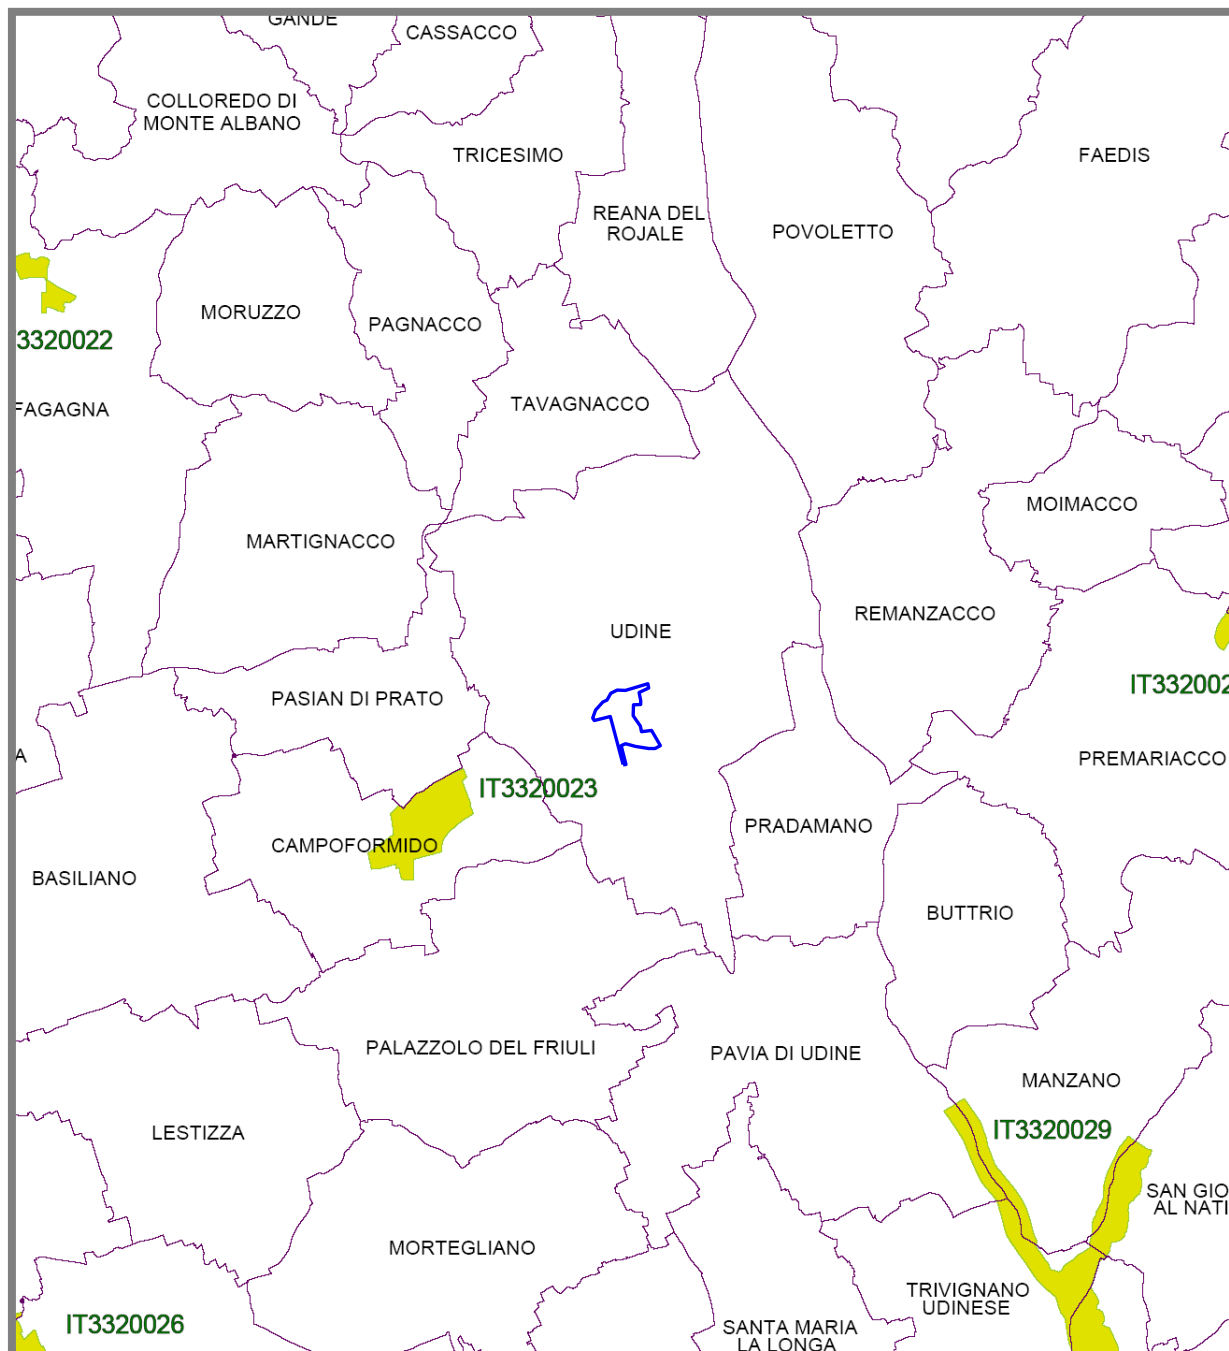 GANDE
CASSACCO
COLLOREDO DI
MONTE ALBANO
TRICESIMO
FAEDIS
REANA DEL
ROJALE
POVOLETTO
MORUZZO
PAGNACCO
3320022
FAGAGNA
TAVAGNACCO
MOIMACCO
MARTIGNACCO
REMANZACCO
UDINE
IT332002
PASIAN DI PRATO
A
PREMARIACCO
IT3320023
PRADAMANO
CAMPOFORMIDO
BASILIANO
BUTTRIO
PALAZZOLO DEL FRIULI
PAVIA DI UDINE
MANZANO
LESTIZZA
IT3320029
SAN GIO
AL NATI
MORTEGLIANO
TRIVIGNANO
UDINESE
IT3320026
SANTA MARIA
LA LONGA